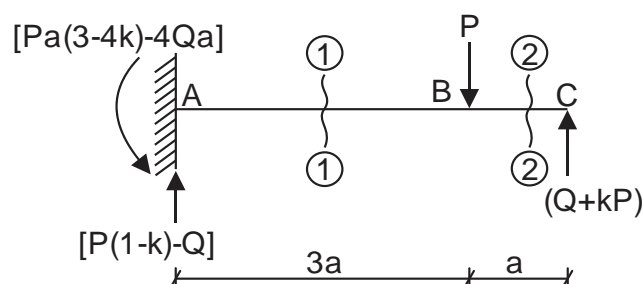 [Pa(3-4k)-4Qa]
P
1
2
A
B
C
1
2
(Q+kP)
[P(1-k)-Q]
3a
a